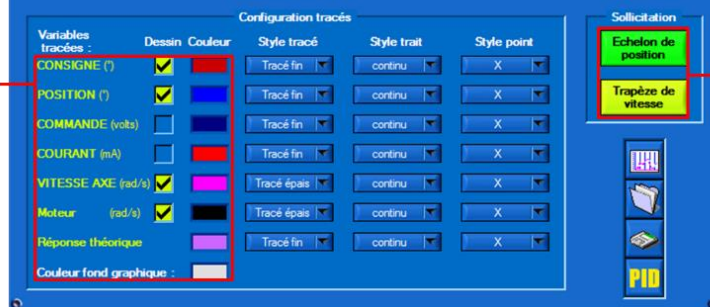 Configuration tracés
Variables
tracées :
Dessin Couleur Style tracé Style trait Style point
CONSIGNE (°) Tracé fin continu X
POSITION (°) Tracé fin continu X
COMMANDE (volts) Tracé fin continu X
COURANT (mA) Tracé fin continu X
VITESSE AXE (rad/s) Tracé épais continu X
Moteur (rad/s) Tracé épais continu X
Réponse théorique Tracé fin continu X
Couleur fond graphique :
Sollicitation
Echelon de
position
Trapèze de
vitesse
PID